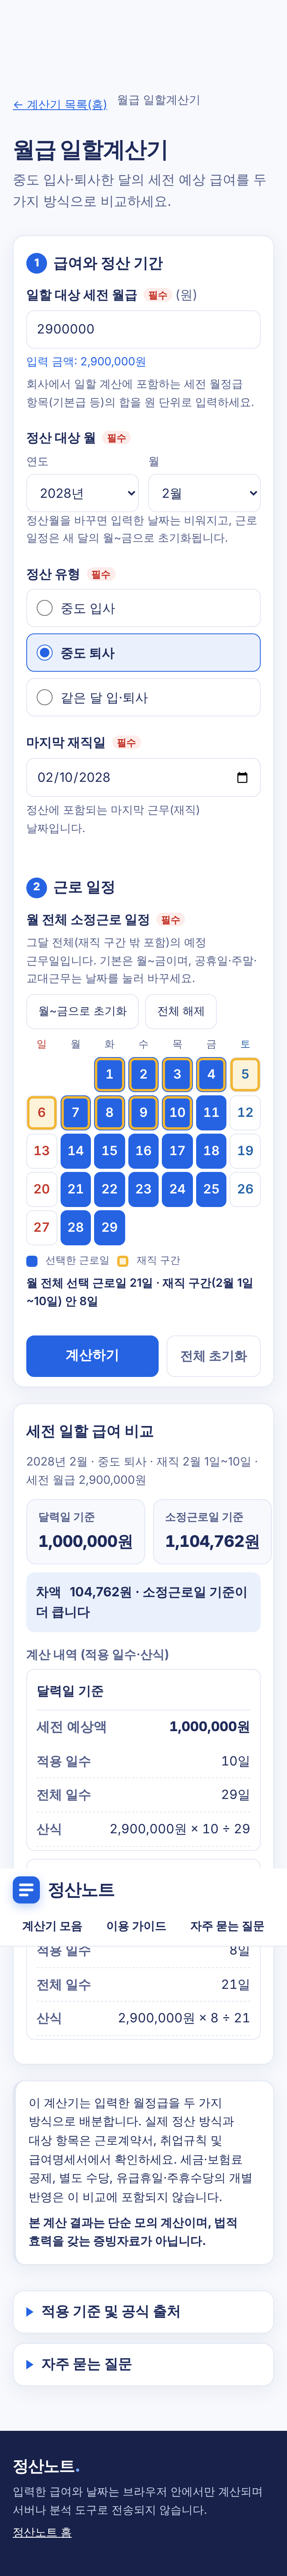 ← 계산기 목록(홈) 월급 일할계산기
월급 일할계산기
중도 입사·퇴사한 달의 세전 예상 급여를 두
가지 방식으로 비교하세요.
1 급여와 정산 기간
일할 대상 세전 월급 필수 (원)
2900000
입력 금액: 2,900,000원
회사에서 일할 계산에 포함하는 세전 월정급
항목(기본급 등)의 합을 원 단위로 입력하세요.
정산 대상 월 필수
연도 월
2028년 2월
정산월을 바꾸면 입력한 날짜는 비워지고, 근로
일정은 새 달의 월~금으로 초기화됩니다.
정산 유형 필수
중도 입사
중도 퇴사
같은 달 입·퇴사
마지막 재직일 필수
02/10/2028
정산에 포함되는 마지막 근무(재직)
날짜입니다.
2 근로 일정
월 전체 소정근로 일정 필수
그달 전체(재직 구간 밖 포함)의 예정
근무일입니다. 기본은 월~금이며, 공휴일·주말·
교대근무는 날짜를 눌러 바꾸세요.
월~금으로 초기화 전체 해제
일 월 화 수 목 금 토
1 2 3 4 5
6 7 8 9 10 11 12
13 14 15 16 17 18 19
20 21 22 23 24 25 26
27 28 29
선택한 근로일 재직 구간
월 전체 선택 근로일 21일 · 재직 구간(2월 1일
~10일) 안 8일
계산하기 전체 초기화
세전 일할 급여 비교
2028년 2월 · 중도 퇴사 · 재직 2월 1일~10일 ·
세전 월급 2,900,000원
달력일 기준 소정근로일 기준
1,000,000원 1,104,762원
차액 104,762원 · 소정근로일 기준이
더 큽니다
계산 내역 (적용 일수·산식)
달력일 기준
세전 예상액 1,000,000원
적용 일수 10일
전체 일수 29일
산식 2,900,000원 × 10 ÷ 29
정산노트
계산기 모음 이용 가이드 자주 묻는 질문
적용 일수 8일
전체 일수 21일
산식 2,900,000원 × 8 ÷ 21
이 계산기는 입력한 월정급을 두 가지
방식으로 배분합니다. 실제 정산 방식과
대상 항목은 근로계약서, 취업규칙 및
급여명세서에서 확인하세요. 세금·보험료
공제, 별도 수당, 유급휴일·주휴수당의 개별
반영은 이 비교에 포함되지 않습니다.
본 계산 결과는 단순 모의 계산이며, 법적
효력을 갖는 증빙자료가 아닙니다.
적용 기준 및 공식 출처
자주 묻는 질문
정산노트.
입력한 급여와 날짜는 브라우저 안에서만 계산되며
서버나 분석 도구로 전송되지 않습니다.
정산노트 홈